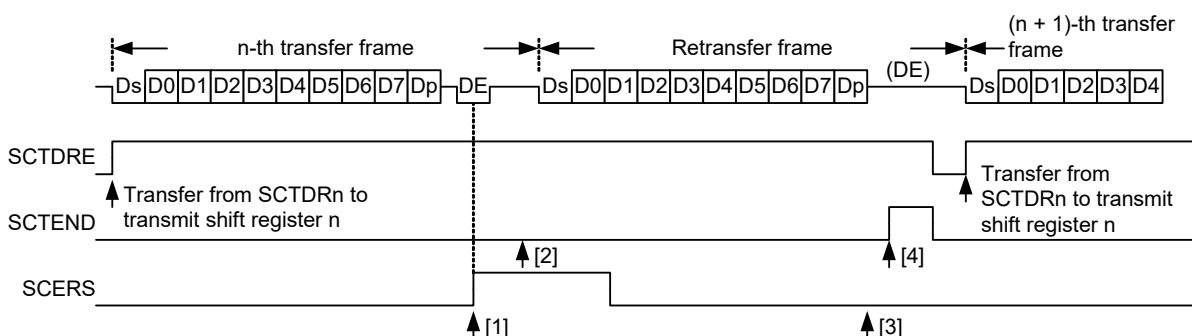 n-th transfer frame
Retransfer frame
(n + 1)-th transfer
frame
Ds D0 D1 D2 D3 D4 D5 D6 D7 Dp DE
Ds D0 D1 D2 D3 D4 D5 D6 D7 Dp
(DE)
Ds D0 D1 D2 D3 D4
SCTDRE
Transfer from SCTDRn to
transmit shift register n
Transfer from
SCTDRn to transmit
shift register n
SCTEND
[2]
[4]
SCERS
[1]
[3]